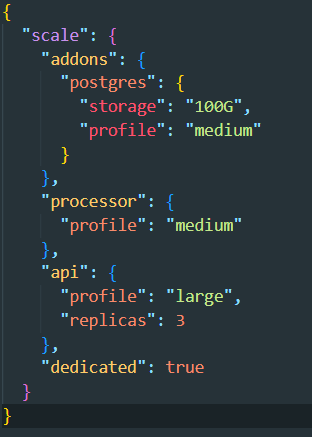 {
  "scale": {
    "addons": {
      "postgres": {
        "storage": "100G",
        "profile": "medium"
      }
    },
    "processor": {
      "profile": "medium"
    },
    "api": {
      "profile": "large",
      "replicas": 3
    },
    "dedicated": true
  }
}